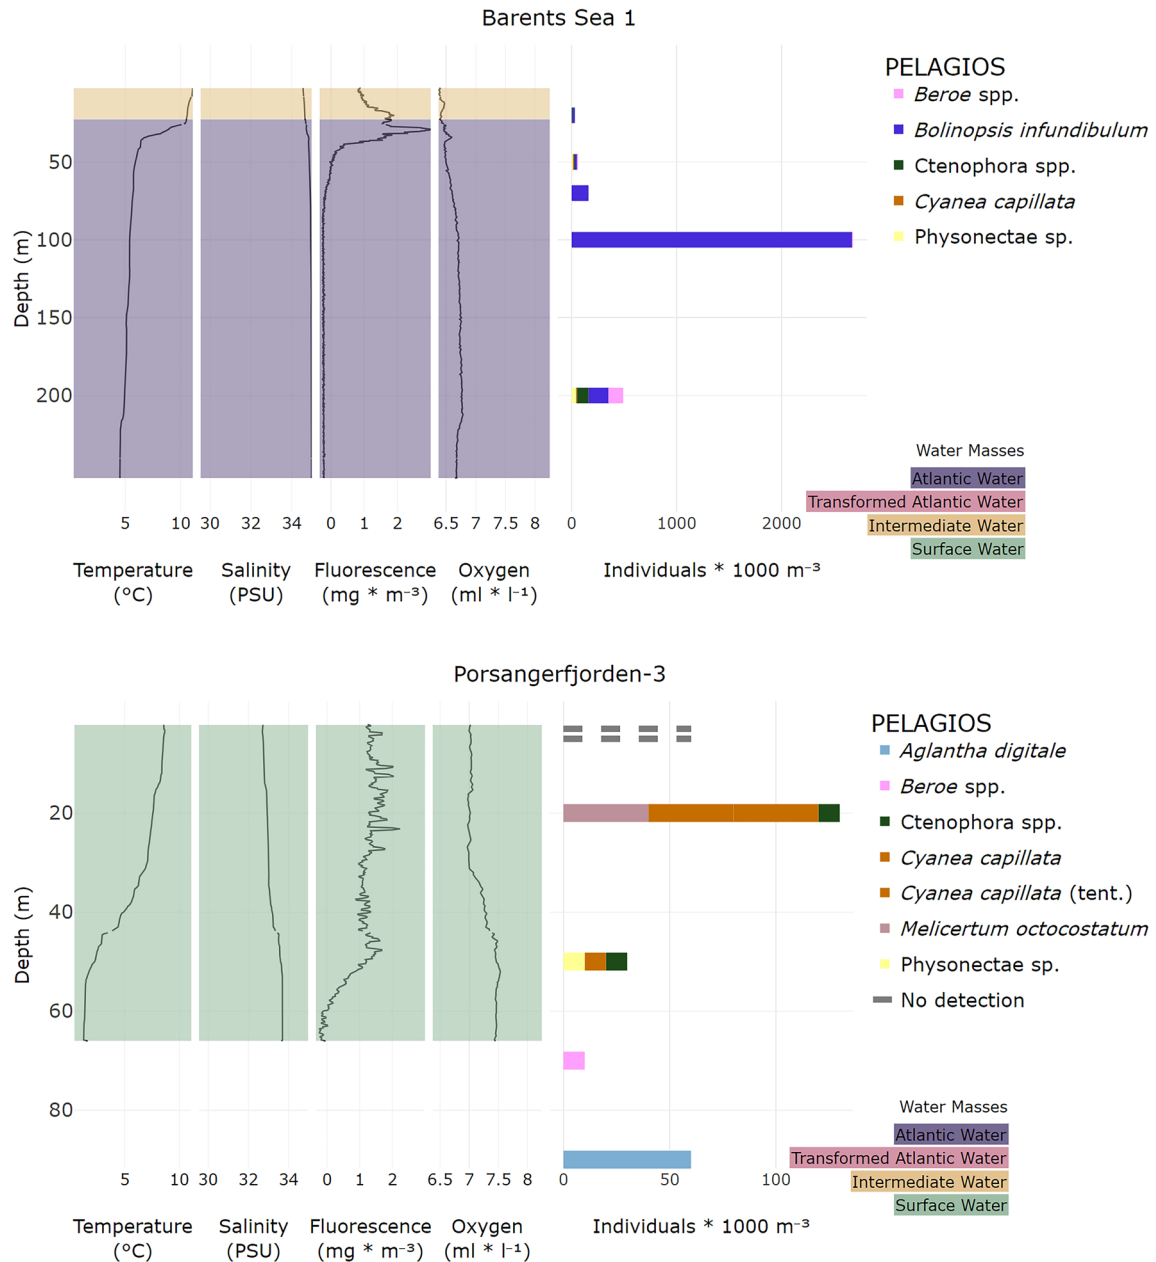 Barents Sea 1
PELAGIOS
Beroe spp.
Bolinopsis infundibulum
Ctenophora spp.
Cyanea capillata
Physonectae sp.
Depth (m)
50
100
150
200
Water Masses
Atlantic Water
Transformed Atlantic Water
Intermediate Water
Surface Water
5 10 30 32 34 0 1 2 6.5 7 7.5 8 0 1000 2000
Temperature Salinity Fluorescence Oxygen Individuals * 1000 m⁻³
(°C) (PSU) (mg * m⁻³) (ml * l⁻¹)
Porsangerfjorden-3
PELAGIOS
Aglantha digitale
Beroe spp.
Ctenophora spp.
Cyanea capillata
Cyanea capillata (tent.)
Melicertum octocostatum
Physonectae sp.
No detection
Depth (m)
20
40
60
80
Water Masses
Atlantic Water
Transformed Atlantic Water
Intermediate Water
Surface Water
5 10 30 32 34 0 1 2 6.5 7 7.5 8 0 50 100
Temperature Salinity Fluorescence Oxygen Individuals * 1000 m⁻³
(°C) (PSU) (mg * m⁻³) (ml * l⁻¹)